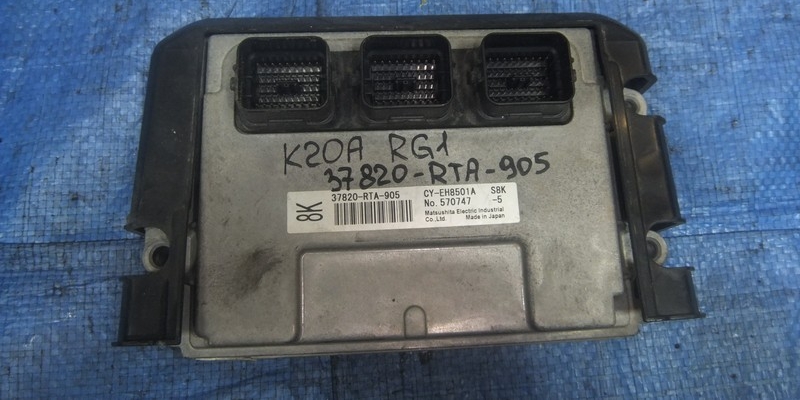 K20A RG1
37820-RTA-905
8K
37820-RTA-905
CY-EH8501A S8K
No. 570747 -5
Matsushita Electric Industrial
Co.,Ltd. Made in Japan